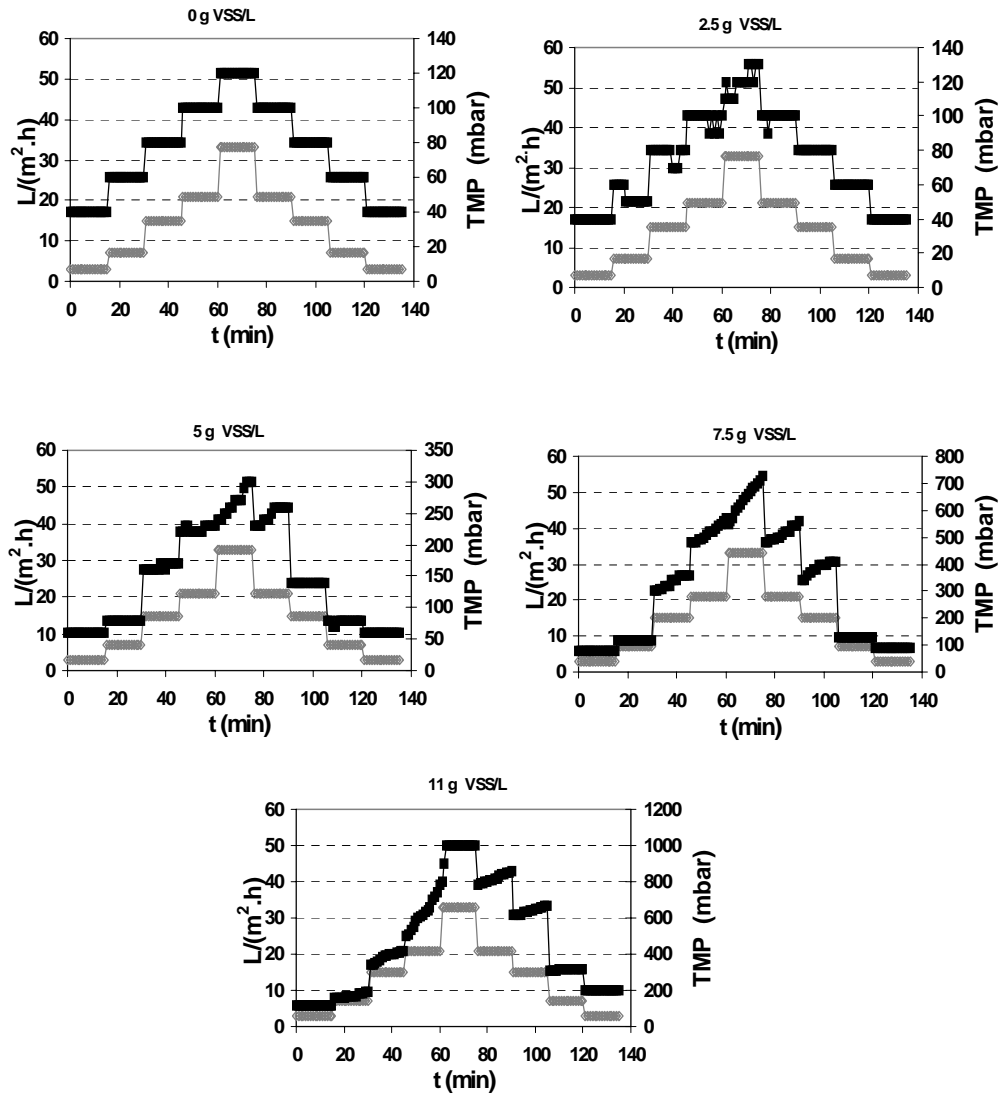 0 g VSS/L
2.5 g VSS/L
60 140
50 120
40 100
30 80
20 60
10 40
0 20
0
L/(m².h)
TMP (mbar)
0 20 40 60 80 100 120 140
t (min)
60 140
50 120
40 100
30 80
20 60
10 40
0 20
0
L/(m²·h)
TMP (mbar)
0 20 40 60 80 100 120 140
t (min)
5 g VSS/L
7.5 g VSS/L
60 350
50 300
40 250
30 200
20 150
10 100
0 50
0
L/(m².h)
TMP (mbar)
0 20 40 60 80 100 120 140
t (min)
60 800
50 700
40 600
30 500
20 400
10 300
0 200
100
0
L/(m².h)
TMP (mbar)
0 20 40 60 80 100 120 140
t (min)
11 g VSS/L
60 1200
50 1000
40 800
30 600
20 400
10 200
0 0
L/(m².h)
TMP (mbar)
0 20 40 60 80 100 120 140
t (min)